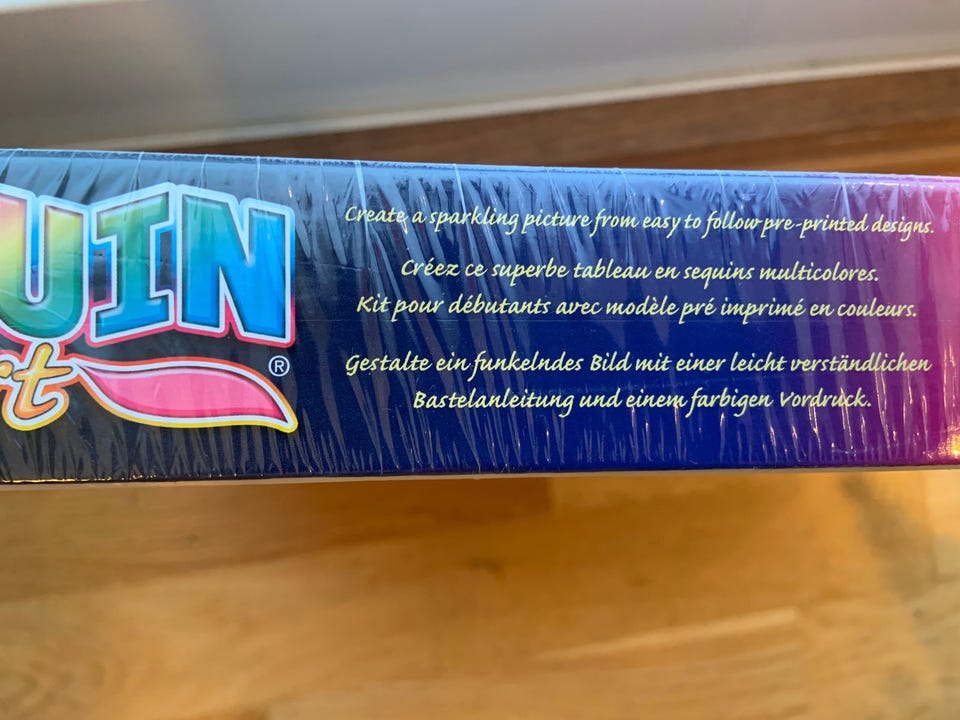 UIN
rt ®
Create a sparkling picture from easy to follow pre-printed designs.
Créez ce superbe tableau en sequins multicolores.
Kit pour débutants avec modèle pré imprimé en couleurs.
Gestalte ein funkelndes Bild mit einer leicht verständlichen
Bastelanleitung und einem farbigen Vordruck.